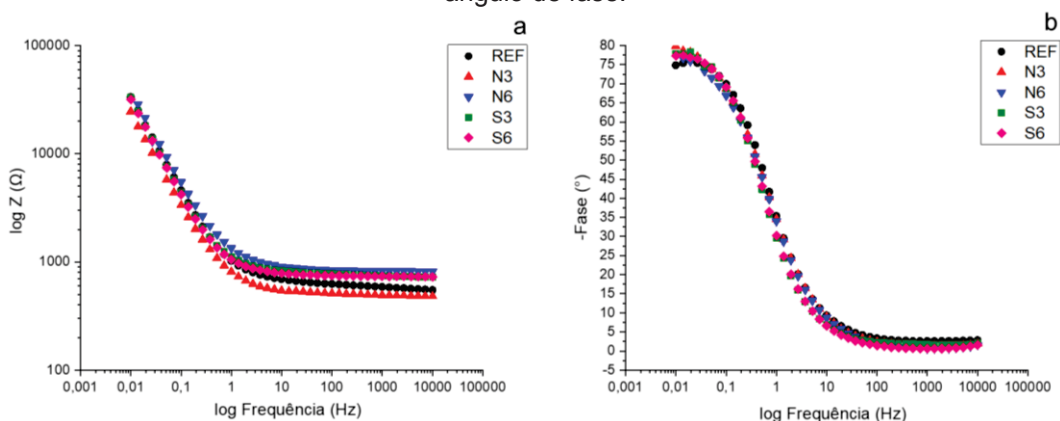 ângulo de fase.
a
100000
10000
1000
100
log Z (Ω)
0,001 0,01 0,1 1 10 100 1000 10000 100000
log Frequência (Hz)
REF
N3
N6
S3
S6
b
80
75
70
65
60
55
50
45
40
35
30
25
20
15
10
5
0
-5
-Fase (°)
0,001 0,01 0,1 1 10 100 1000 10000 100000
log Frequência (Hz)
REF
N3
N6
S3
S6